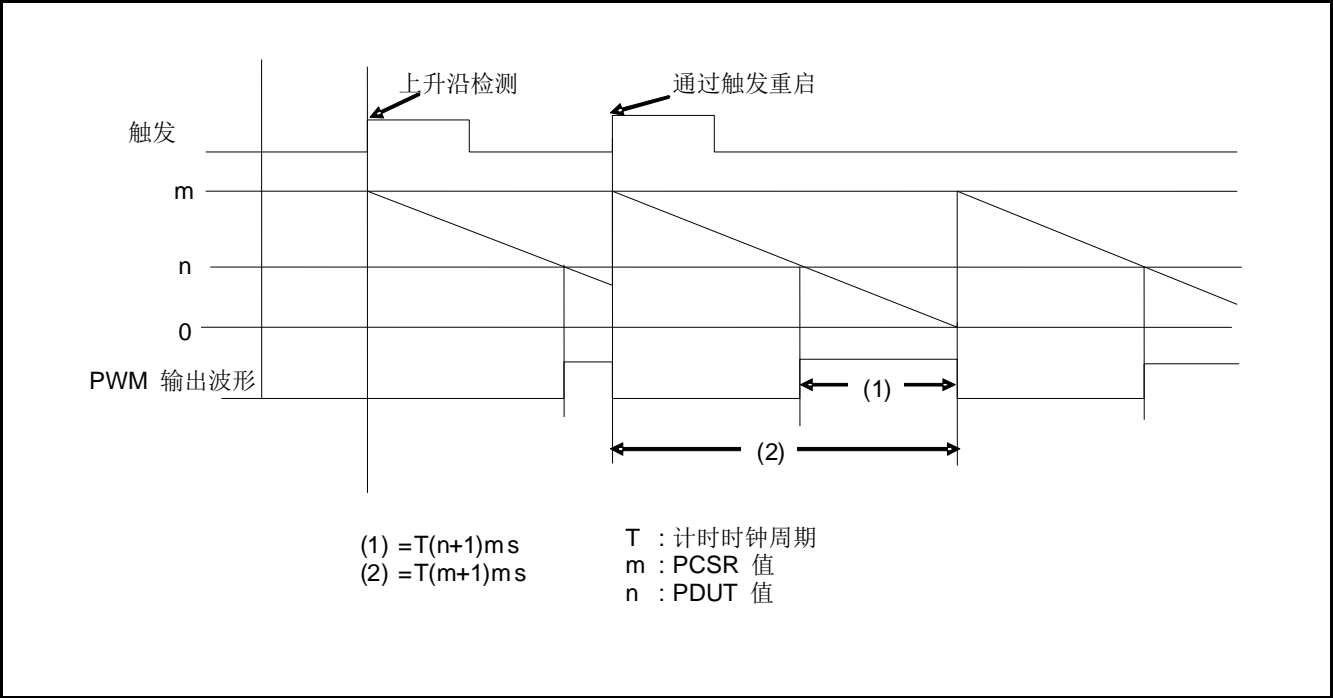 上升沿检测
通过触发重启
触发
m
n
0
PWM 输出波形
(1)
(2)
(1) =T(n+1)ms
(2) =T(m+1)ms
T : 计时时钟周期
m : PCSR 值
n : PDUT 值